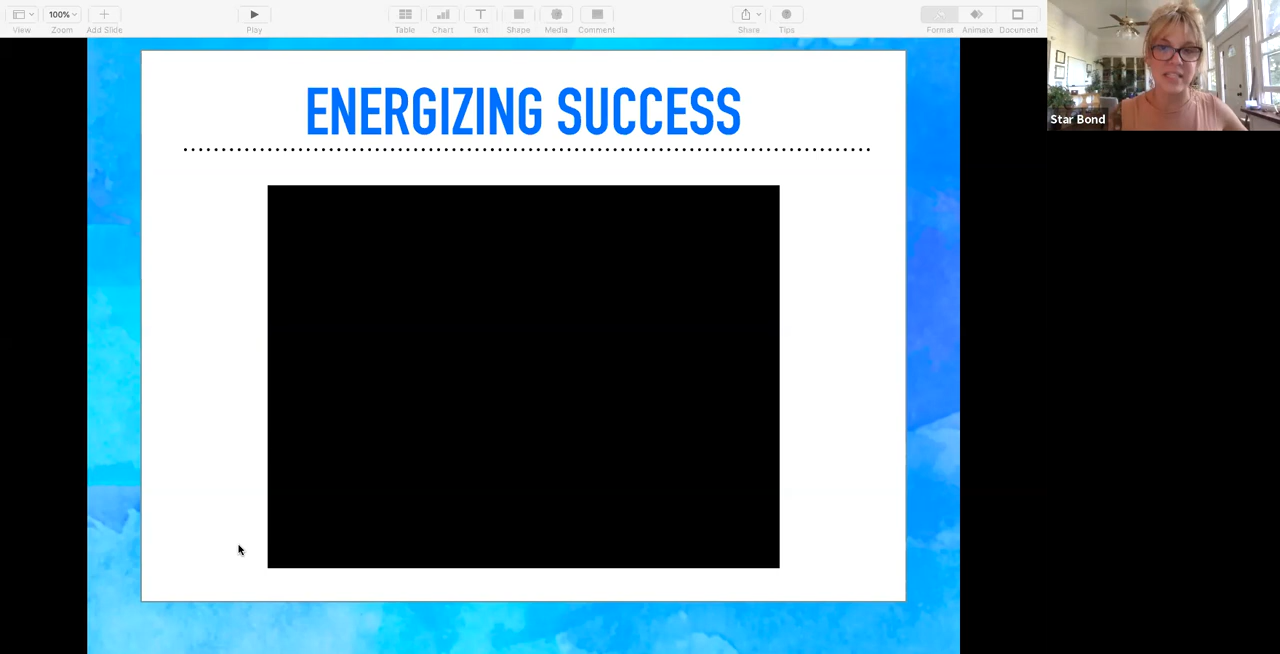 100%
View Zoom Add Slide Play Table Chart Text Shape Media Comment Share Tips Format Animate Document
Star Bond
ENERGIZING SUCCESS